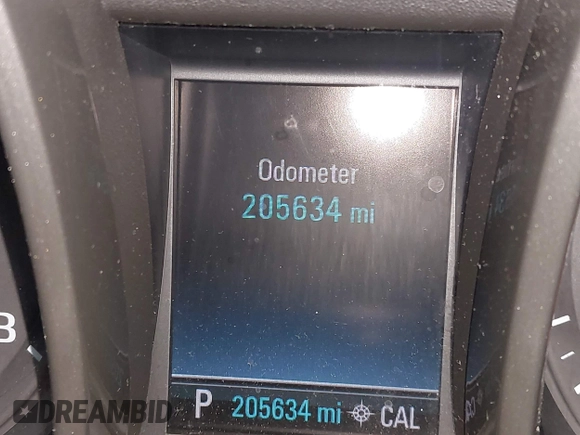 Odometer
205634 mi
P 205634 mi CAL
DREAMBID